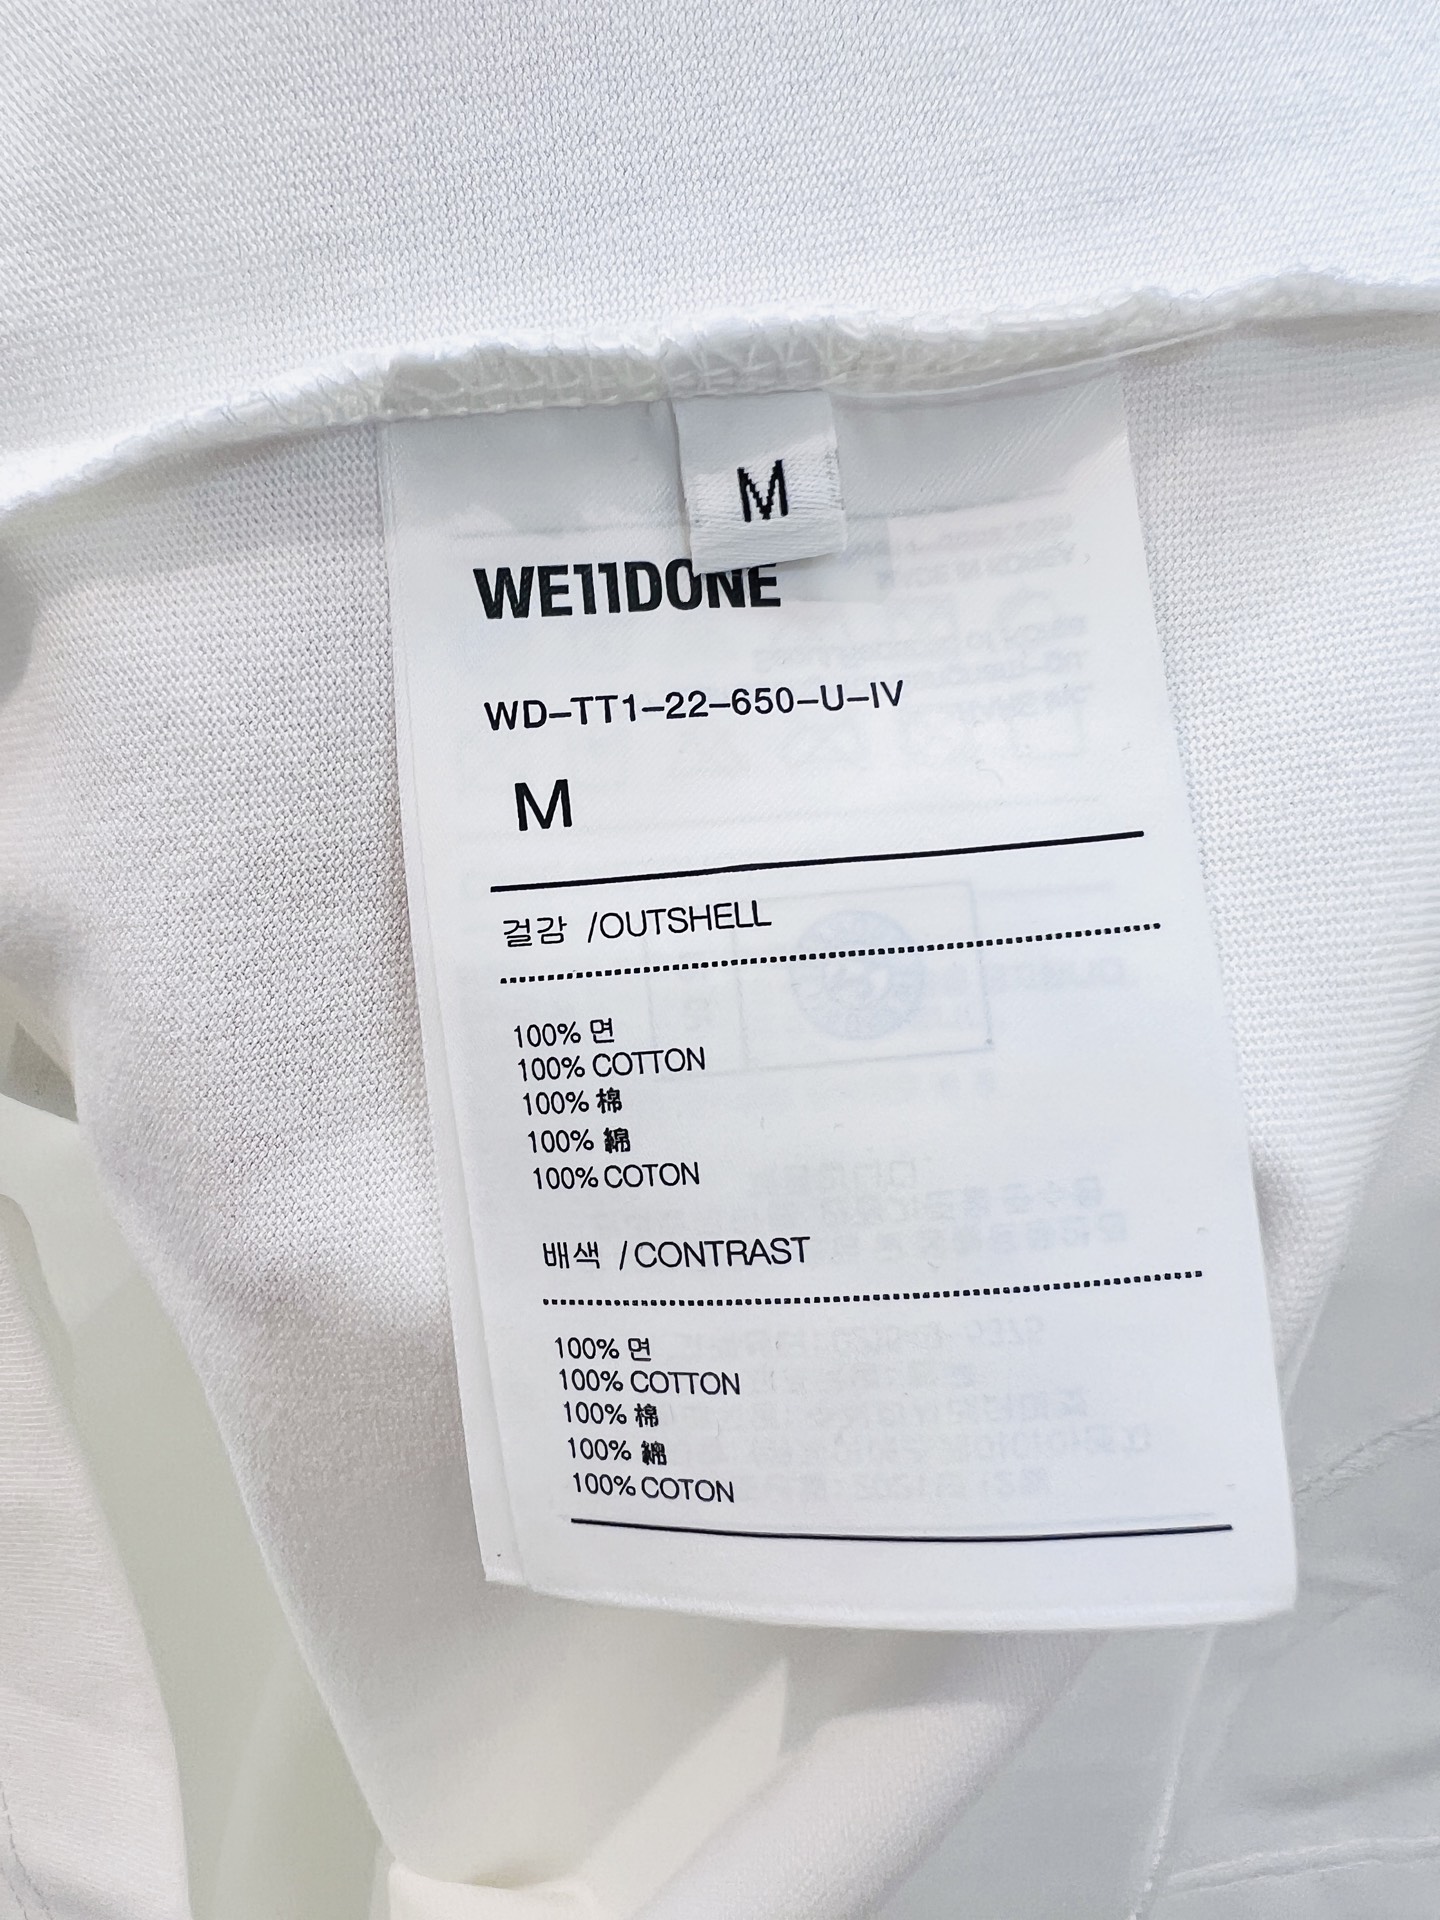 M
WE11DONE
WD-TT1-22-650-U-IV
M
걸감 /OUTSHELL
100% 면
100% COTTON
100% 棉
100% 綿
100% COTON
배색 /CONTRAST
100% 면
100% COTTON
100% 棉
100% 綿
100% COTON